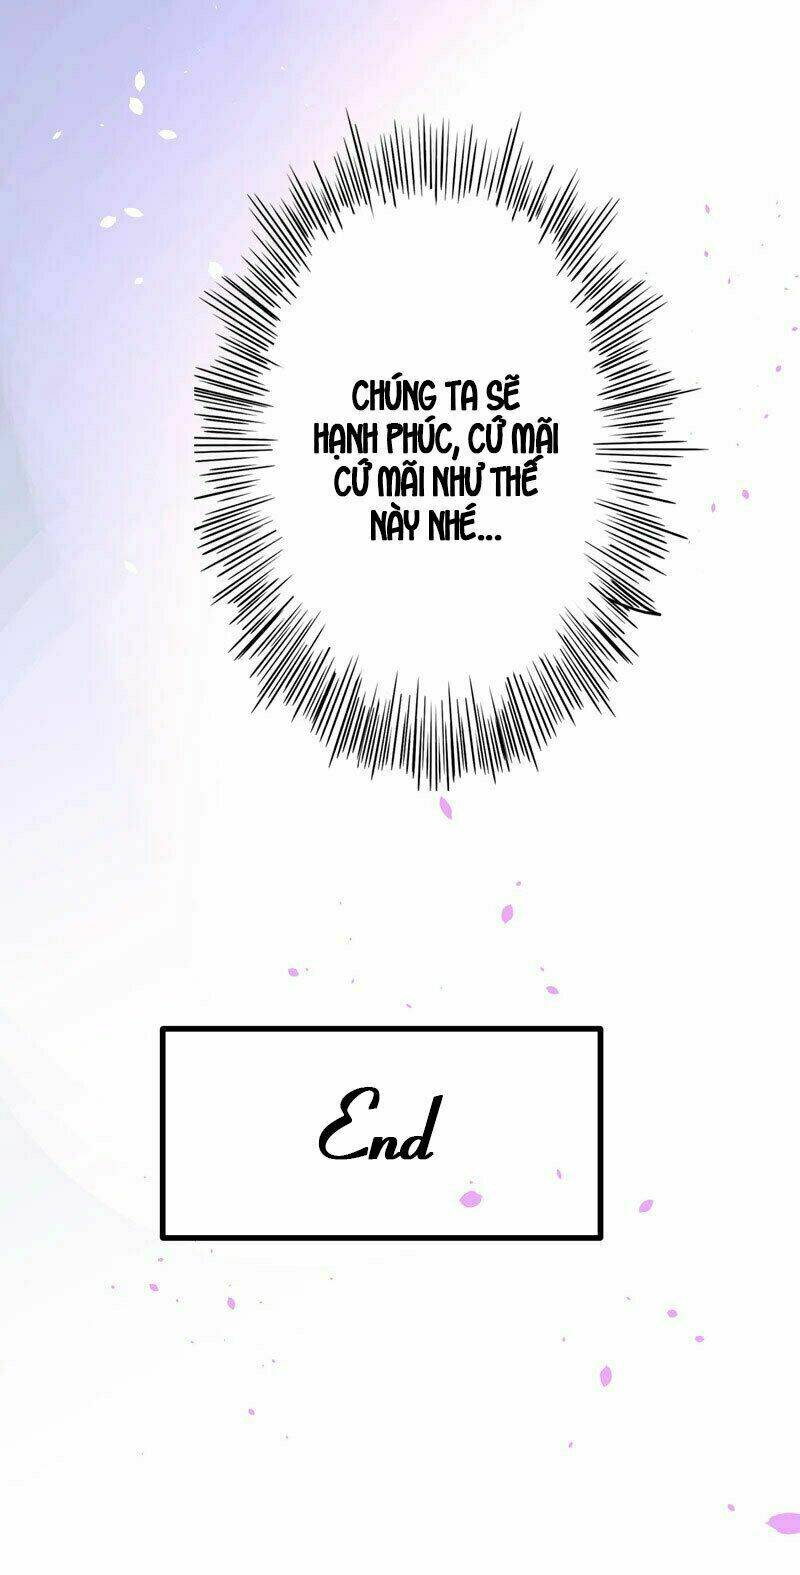 CHÚNG TA SẼ
HẠNH PHÚC, CỨ MÃI
CỨ MÃI NHƯ THẾ
NÀY NHÉ...
End